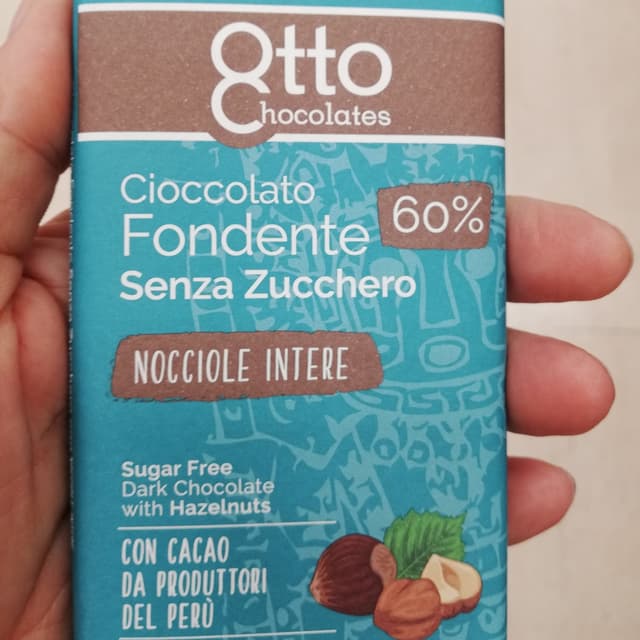 Otto
Chocolates
Cioccolato
Fondente 60%
Senza Zucchero
NOCCIOLE INTERE
Sugar Free
Dark Chocolate
with Hazelnuts
CON CACAO
DA PRODUTTORI
DEL PERÙ